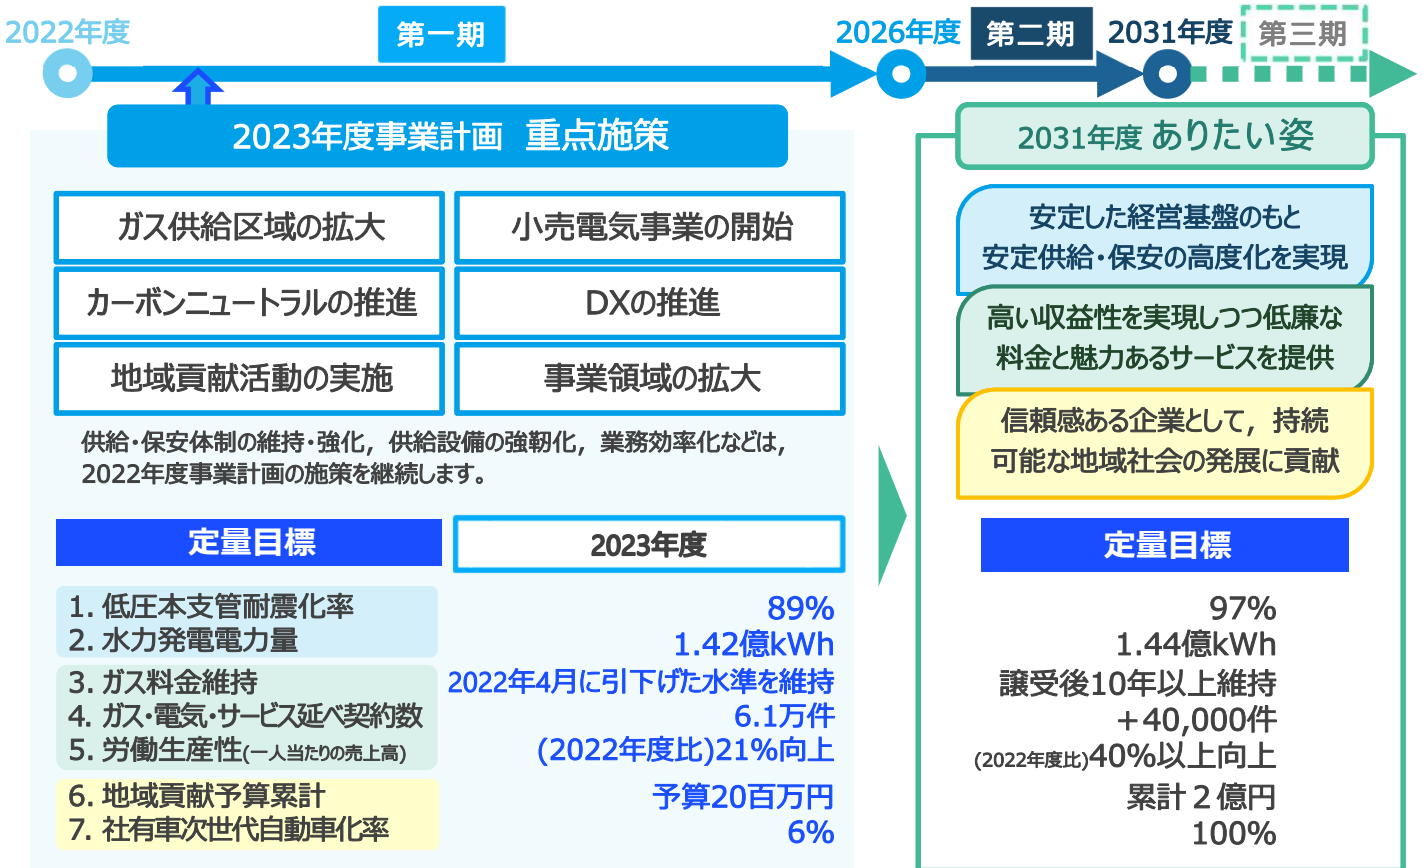 2022年度
第一期
2026年度
第二期
2031年度
第三期
2023年度事業計画 重点施策
ガス供給区域の拡大
小売電気事業の開始
カーボンニュートラルの推進
DXの推進
地域貢献活動の実施
事業領域の拡大
供給・保安体制の維持・強化，供給設備の強靭化，業務効率化などは，
2022年度事業計画の施策を継続します。
定量目標
2023年度
1. 低圧本支管耐震化率
89%
2. 水力発電電力量
1.42億kWh
3. ガス料金維持
2022年4月に引下げた水準を維持
4. ガス・電気・サービス延べ契約数
6.1万件
5. 労働生産性(一人当たりの売上高)
(2022年度比)21%向上
6. 地域貢献予算累計
予算20百万円
7. 社有車次世代自動車化率
6%
2031年度 ありたい姿
安定した経営基盤のもと
安定供給・保安の高度化を実現
高い収益性を実現しつつ低廉な
料金と魅力あるサービスを提供
信頼感ある企業として，持続
可能な地域社会の発展に貢献
定量目標
97%
1.44億kWh
譲受後10年以上維持
＋40,000件
(2022年度比)40%以上向上
累計２億円
100%